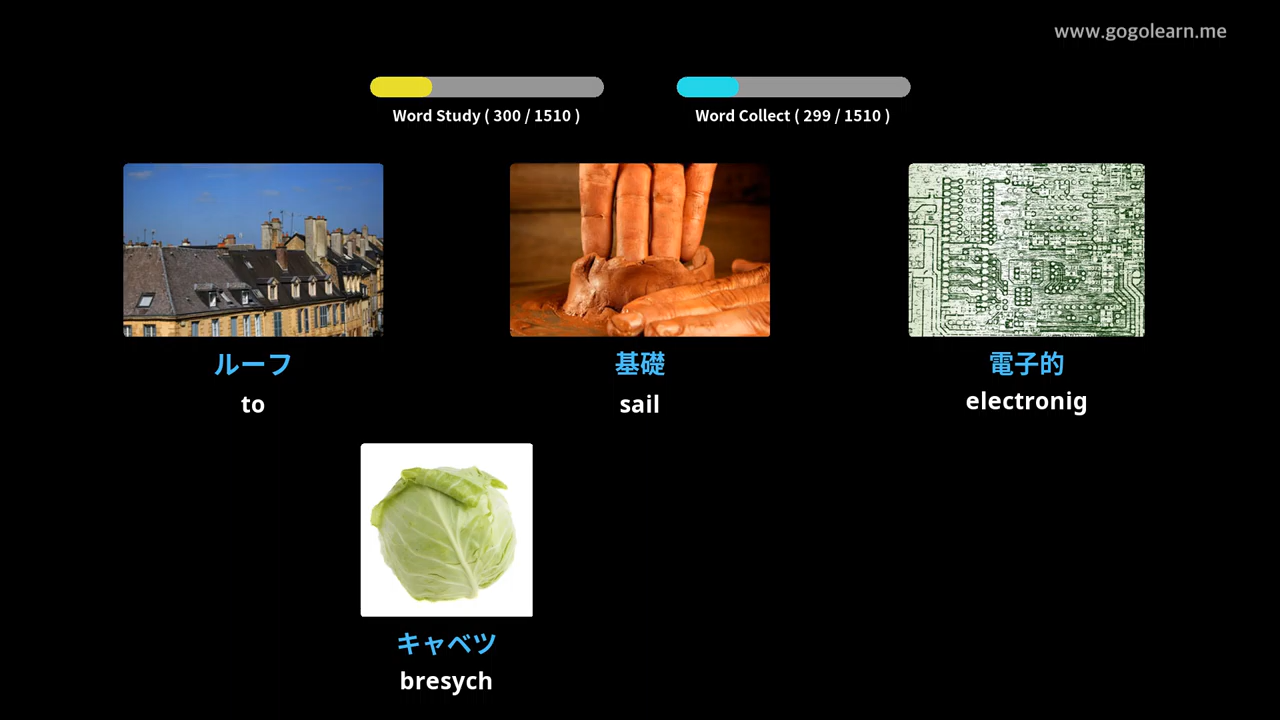 www.gogolearn.me
Word Study ( 300 / 1510 )
Word Collect ( 299 / 1510 )
ルーフ
to
基礎
sail
電子的
electronig
キャベツ
bresych